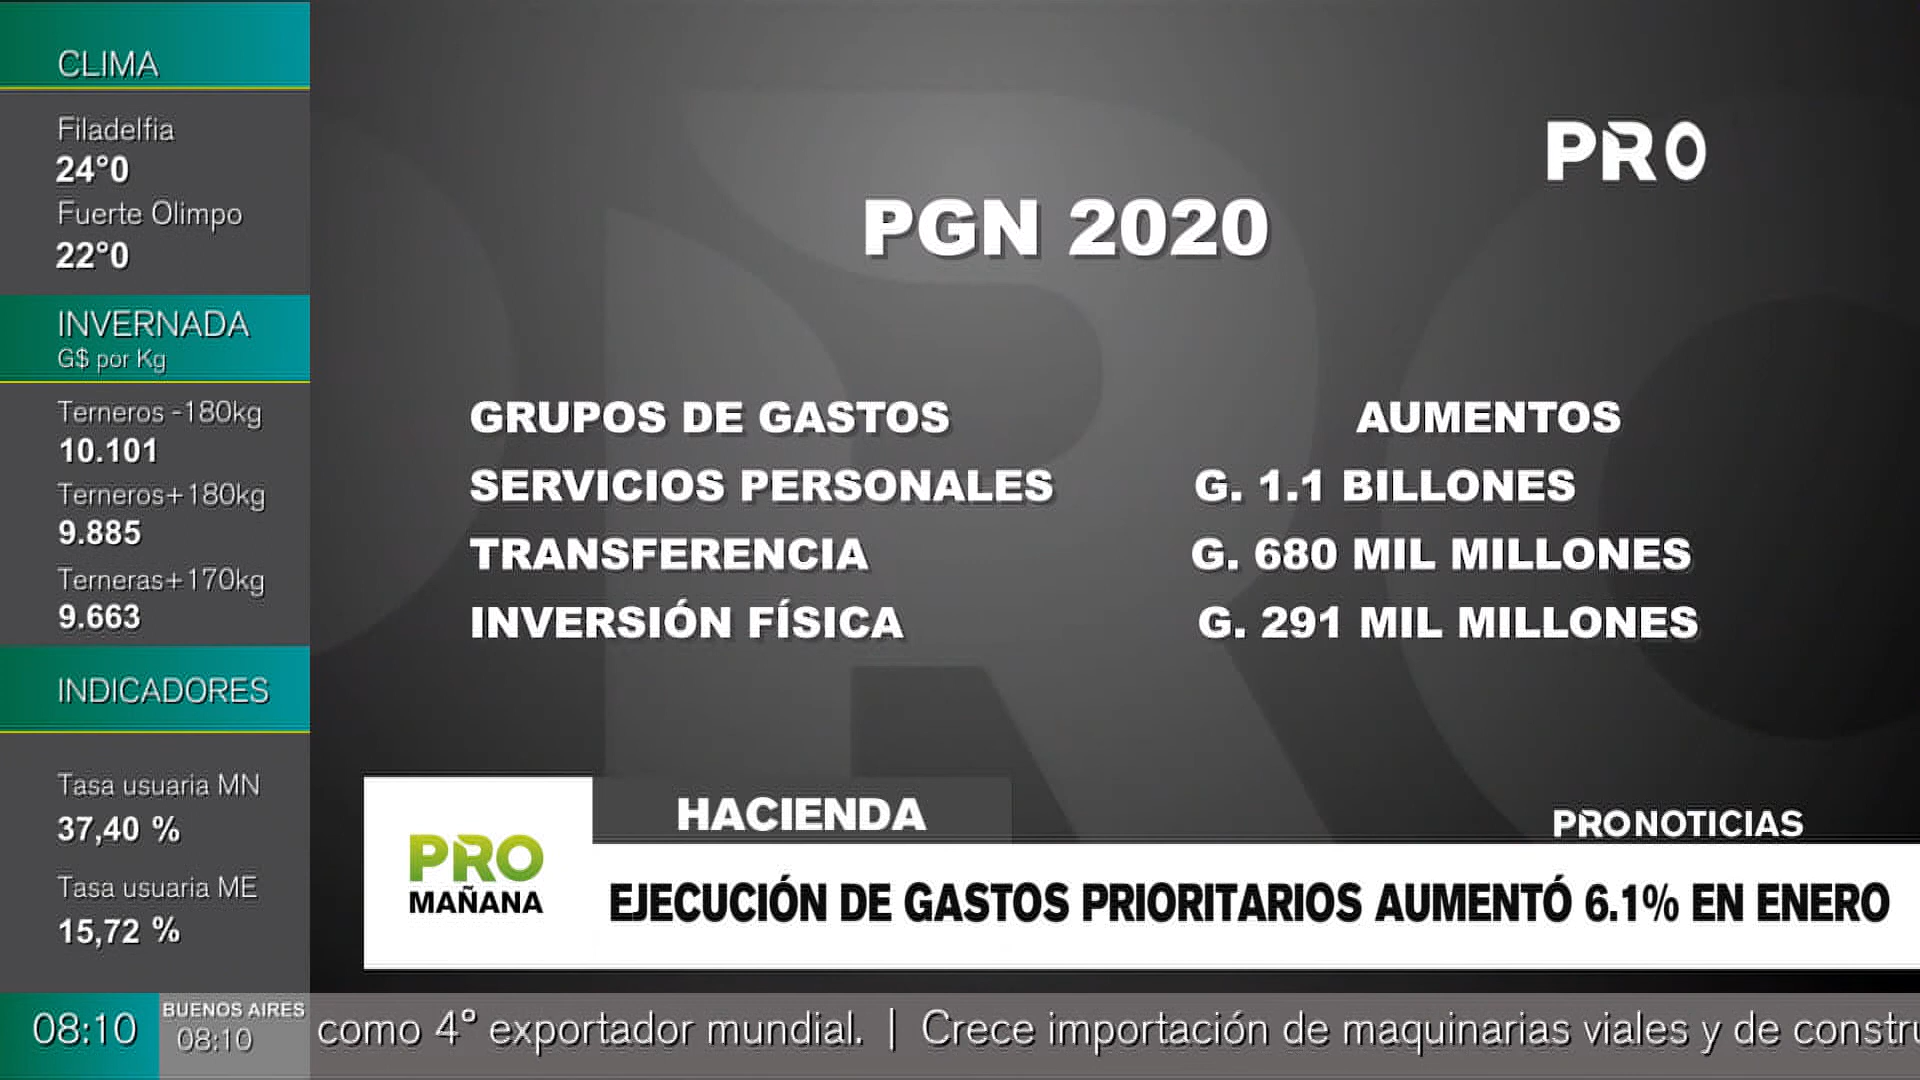 CLIMA
Filadelfia
24°0
Fuerte Olimpo
22°0
INVERNADA
G$ por Kg
Terneros -180kg
10.101
Terneros+180kg
9.885
Terneras+170kg
9.663
INDICADORES
Tasa usuaria MN
37,40 %
Tasa usuaria ME
15,72 %
PRO
PGN 2020
GRUPOS DE GASTOS AUMENTOS
SERVICIOS PERSONALES G. 1.1 BILLONES
TRANSFERENCIA G. 680 MIL MILLONES
INVERSIÓN FÍSICA G. 291 MIL MILLONES
HACIENDA
PRONOTICIAS
PRO
MAÑANA
EJECUCIÓN DE GASTOS PRIORITARIOS AUMENTÓ 6.1% EN ENERO
08:10
BUENOS AIRES
08:10
como 4° exportador mundial. | Crece importación de maquinarias viales y de constru